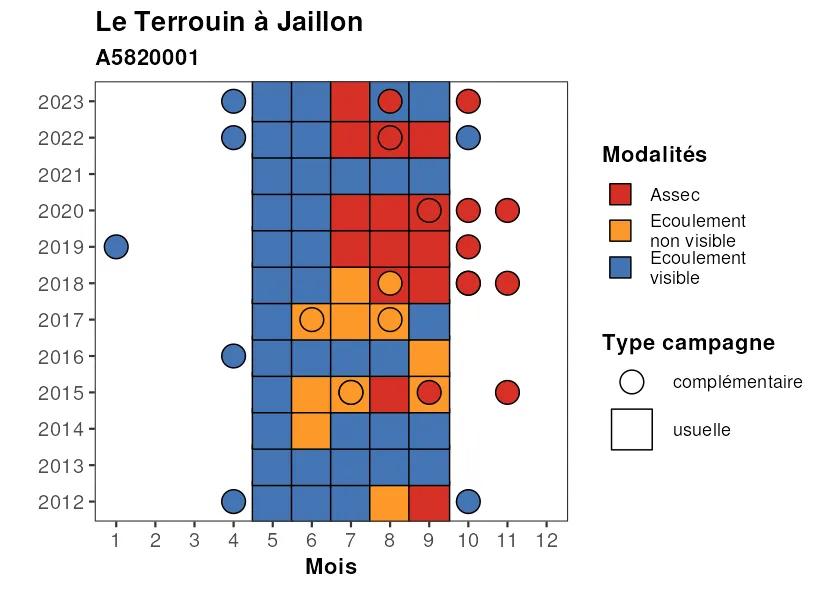 Le Terrouin à Jaillon
A5820001
2023
2022
2021
2020
2019
2018
2017
2016
2015
2014
2013
2012
1 2 3 4 5 6 7 8 9 10 11 12
Mois
Modalités
Assec
Ecoulement
non visible
Ecoulement
visible
Type campagne
complémentaire
usuelle